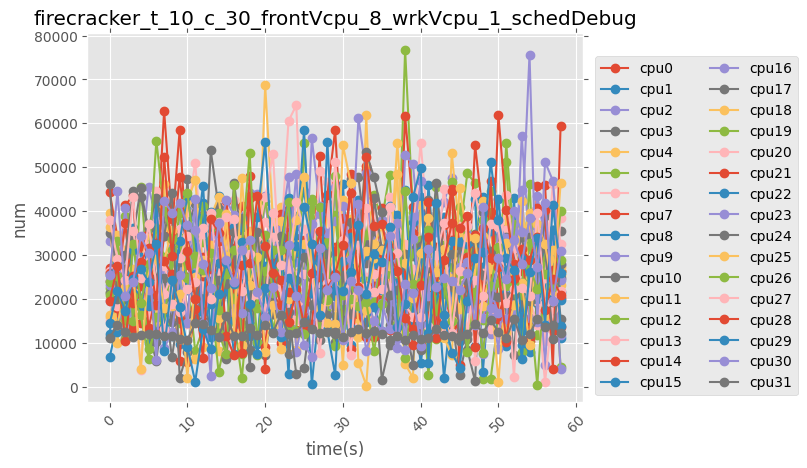 firecracker_t_10_c_30_frontVcpu_8_wrkVcpu_1_schedDebug
80000
70000
60000
50000
40000
30000
20000
10000
0
num
0
10
20
30
40
50
60
time(s)
cpu0
cpu1
cpu2
cpu3
cpu4
cpu5
cpu6
cpu7
cpu8
cpu9
cpu10
cpu11
cpu12
cpu13
cpu14
cpu15
cpu16
cpu17
cpu18
cpu19
cpu20
cpu21
cpu22
cpu23
cpu24
cpu25
cpu26
cpu27
cpu28
cpu29
cpu30
cpu31